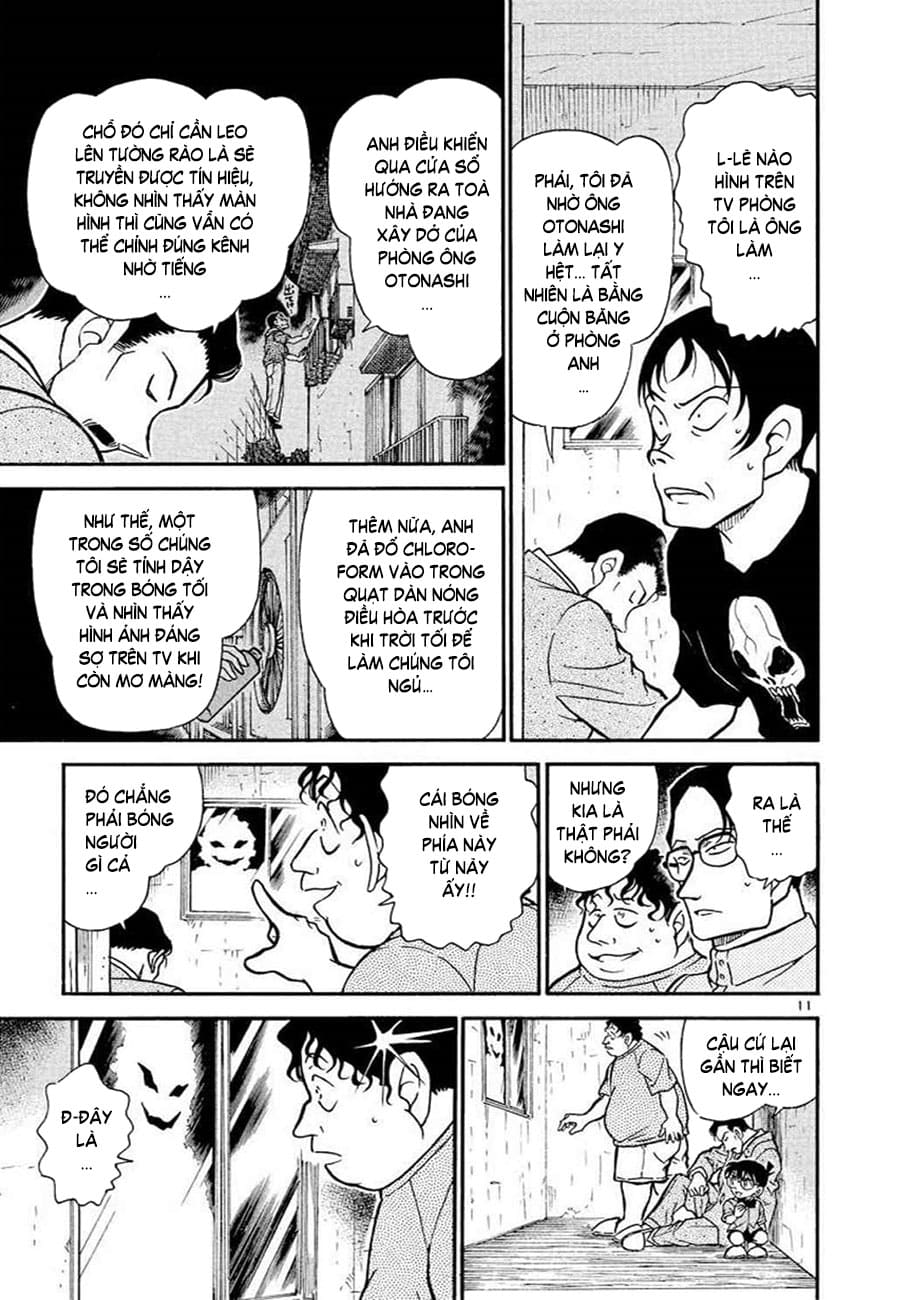 L-LẼ NÀO
HÌNH TRÊN
TV PHÒNG
TÔI LÀ ÔNG
LÀM
...
PHẢI, TÔI ĐÃ
NHỜ ÔNG
OTONASHI
LÀM LẠI Y
HỆT... TẤT
NHIÊN LÀ BẰNG
CUỘN BĂNG
Ở PHÒNG
ANH
...
ANH ĐIỀU KHIỂN
QUA CỬA SỔ
HƯỚNG RA TOÀ
NHÀ ĐANG
XÂY DỞ CỦA
PHÒNG ÔNG
OTONASHI
...
CHỔ ĐÓ CHỈ CẦN LEO
LÊN TƯỜNG RÀO LÀ SẼ
TRUYỀN ĐƯỢC TÍN HIỆU,
KHÔNG NHÌN THẤY MÀN
HÌNH THÌ CŨNG VẪN CÓ
THỂ CHỈNH ĐÚNG KÊNH
NHỜ TIẾNG
...
THÊM NỮA, ANH
ĐÃ ĐỔ CHLORO-
FORM VÀO TRONG
QUẠT DÀN NÓNG
ĐIỀU HÒA TRƯỚC
KHI TRỜI TỐI ĐỂ
LÀM CHÚNG TÔI
NGỦ...
NHƯ THẾ, MỘT
TRONG SỐ CHÚNG
TÔI SẼ TỈNH DẬY
TRONG BÓNG TỐI
VÀ NHÌN THẤY
HÌNH ẢNH ĐÁNG
SỢ TRÊN TV KHI
CÒN MƠ MÀNG!
RA LÀ
THẾ
...
NHƯNG
KIA LÀ
THẬT PHẢI
KHÔNG?
CÁI BÓNG
NHÌN VỀ
PHÍA NÀY
TỪ NÃY
ẤY!!
ĐÓ CHẲNG
PHẢI BÓNG
NGƯỜI
GÌ CẢ
...
11
CẬU CỨ LẠI
GẦN THÌ BIẾT
NGAY...
Đ-ĐÂY
LÀ
...